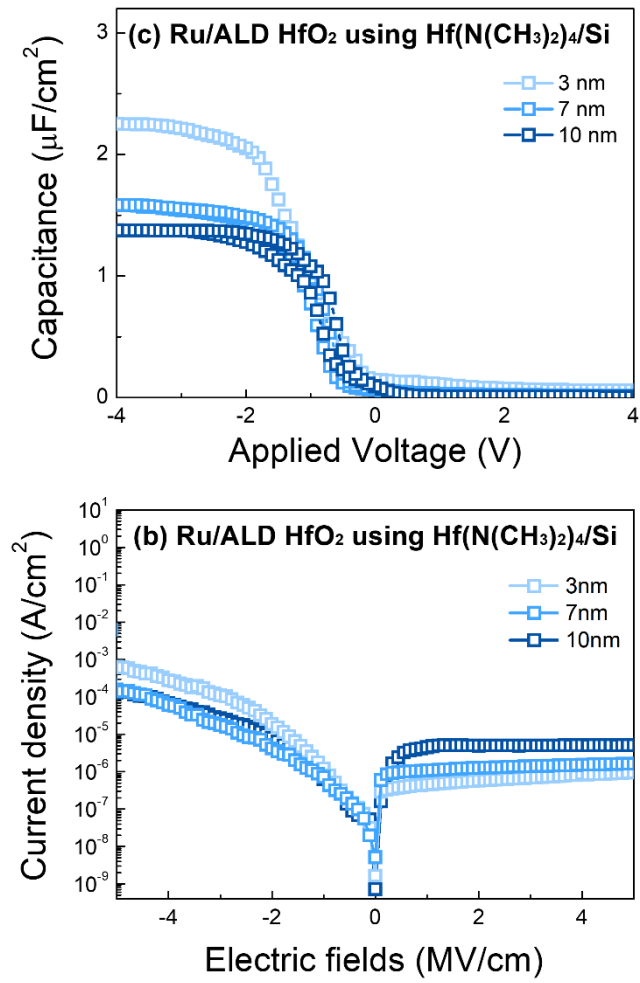 (c) Ru/ALD HfO₂ using Hf(N(CH₃)₂)₄/Si
3 nm
7 nm
10 nm
Capacitance (μF/cm²)
3
2
1
0
-4 -2 0 2 4
Applied Voltage (V)
(b) Ru/ALD HfO₂ using Hf(N(CH₃)₂)₄/Si
3nm
7nm
10nm
Current density (A/cm²)
10¹
10⁰
10⁻¹
10⁻²
10⁻³
10⁻⁴
10⁻⁵
10⁻⁶
10⁻⁷
10⁻⁸
10⁻⁹
-4 -2 0 2 4
Electric fields (MV/cm)